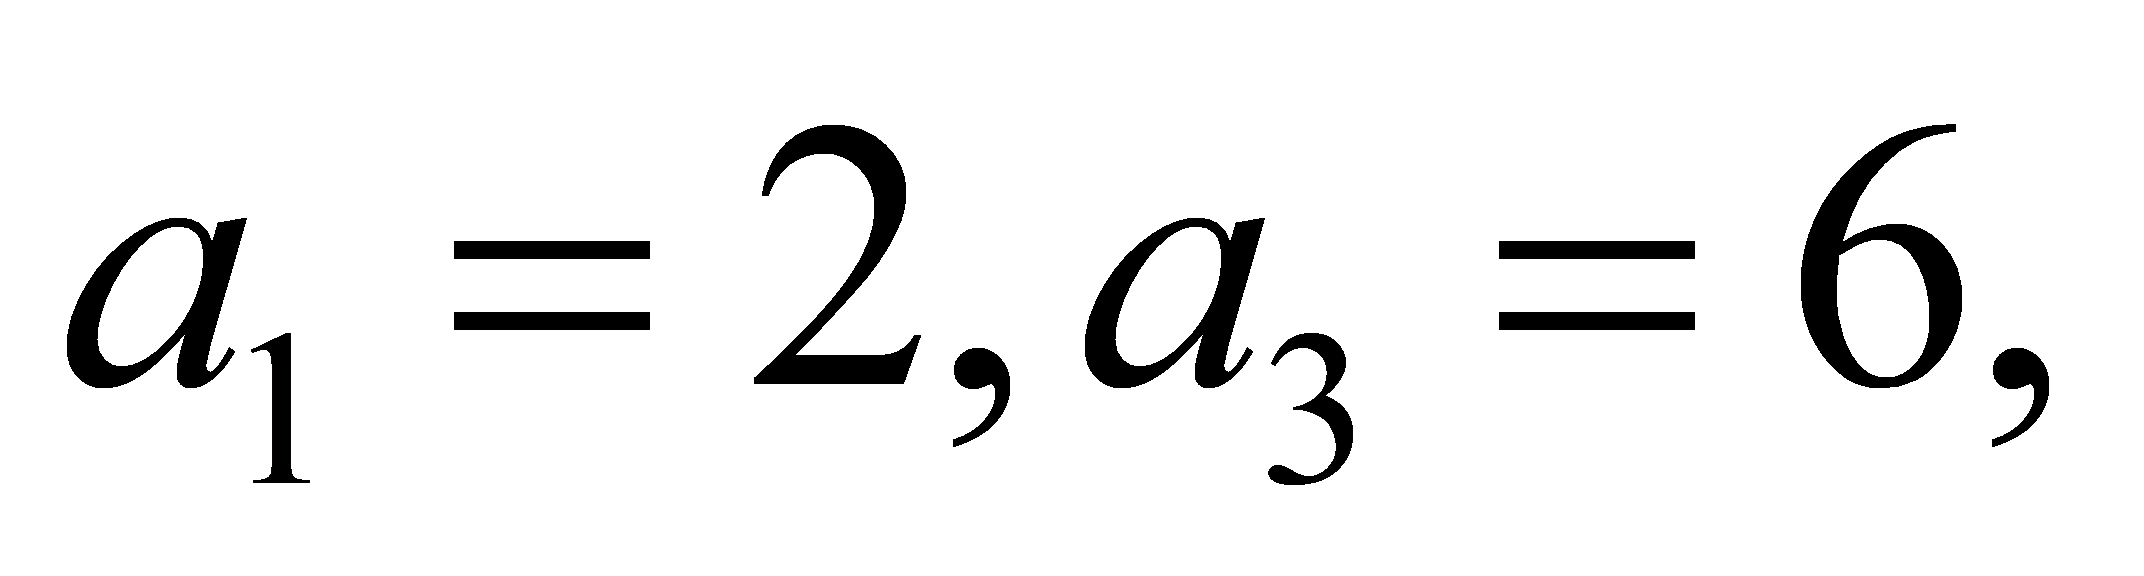 a₁ = 2, a₃ = 6,